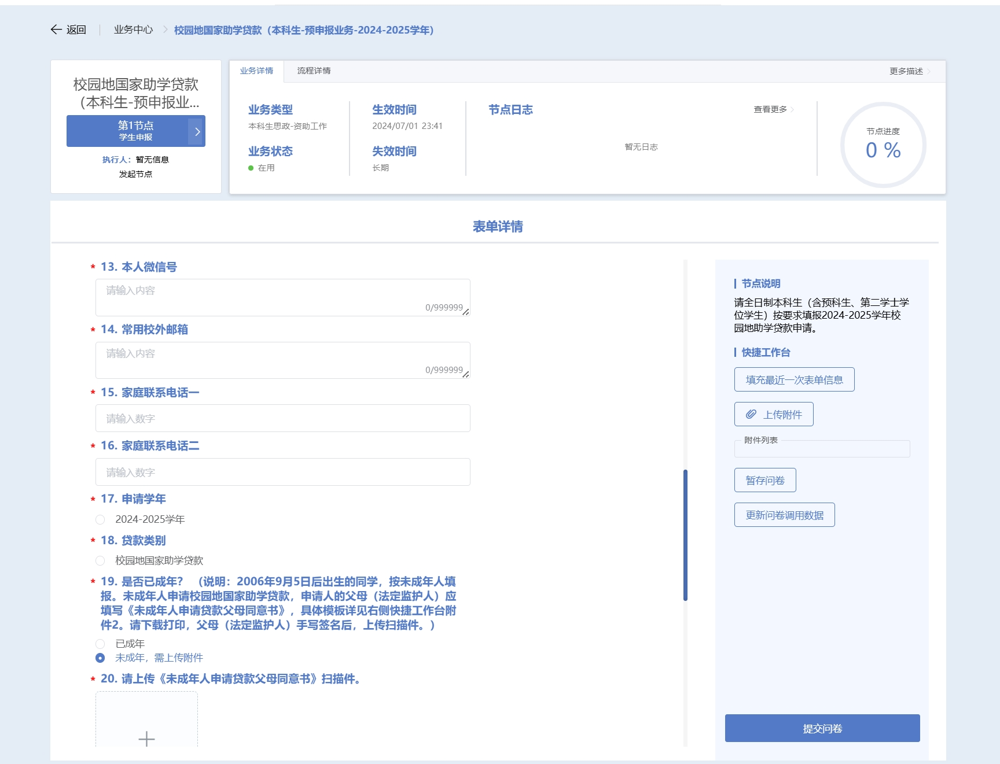 返回
业务中心
校园地国家助学贷款（本科生-预申报业务-2024-2025学年）
校园地国家助学贷款
（本科生-预申报业...
第1节点
学生申报
执行人：暂无信息
发起节点
业务详情
流程详情
更多描述
业务类型
本科生思政-资助工作
业务状态
在用
生效时间
2024/07/01 23:41
失效时间
长期
节点日志
查看更多
暂无日志
节点进度
0 %
表单详情
* 13. 本人微信号
请输入内容
0/999999
* 14. 常用校外邮箱
请输入内容
0/999999
* 15. 家庭联系电话一
请输入数字
* 16. 家庭联系电话二
请输入数字
* 17. 申请学年
2024-2025学年
* 18. 贷款类别
校园地国家助学贷款
* 19. 是否已成年？ （说明：2006年9月5日后出生的同学，按未成年人填
报。未成年人申请校园地国家助学贷款，申请人的父母（法定监护人）应
填写《未成年人申请贷款父母同意书》，具体模板详见右侧快捷工作台附
件2。请下载打印，父母（法定监护人）手写签名后，上传扫描件。）
已成年
未成年，需上传附件
* 20. 请上传《未成年人申请贷款父母同意书》扫描件。
节点说明
请全日制本科生（含预科生、第二学士学
位学生）按要求填报2024-2025学年校
园地助学贷款申请。
快捷工作台
填充最近一次表单信息
上传附件
附件列表
暂存问卷
更新问卷调用数据
提交问卷